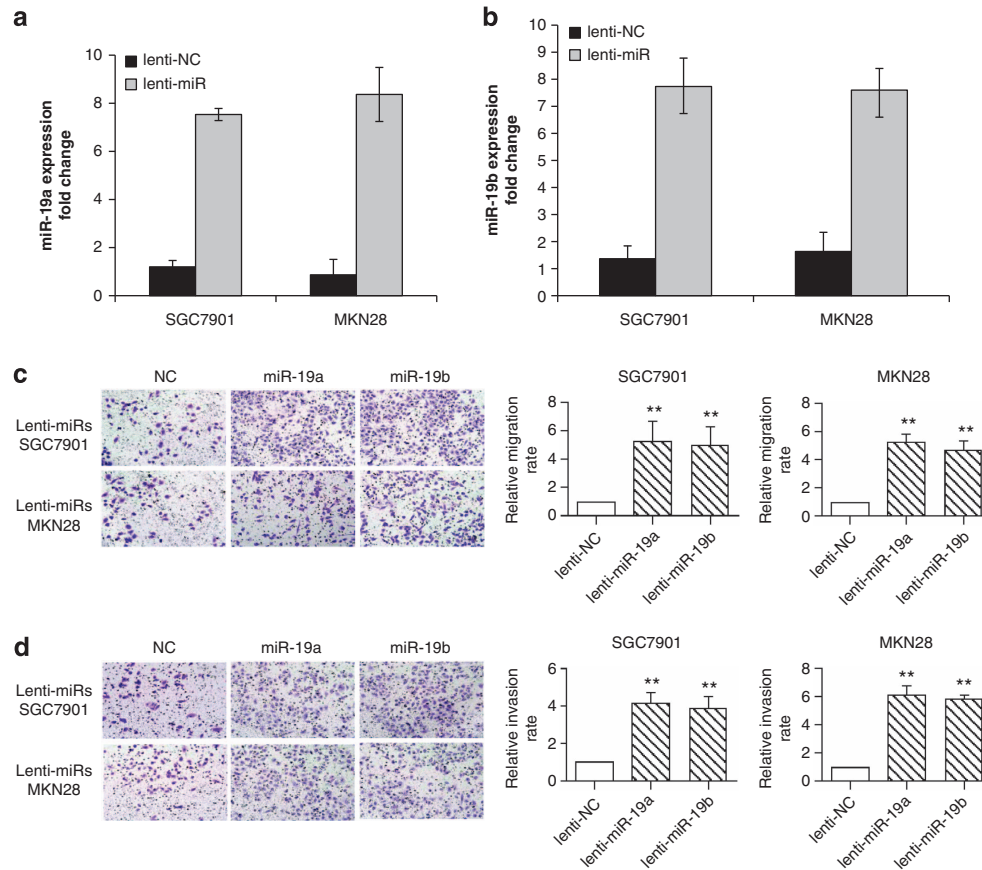 a
miR-19a expression
fold change
10
8
6
4
2
0
lenti-NC
lenti-miR
SGC7901
MKN28
b
miR-19b expression
fold change
10
9
8
7
6
5
4
3
2
1
0
lenti-NC
lenti-miR
SGC7901
MKN28
c
NC
miR-19a
miR-19b
Lenti-miRs
SGC7901
Lenti-miRs
MKN28
SGC7901
Relative migration
rate
8
6
4
2
0
**
**
lenti-NC
lenti-miR-19a
lenti-miR-19b
MKN28
Relative migration
rate
8
6
4
2
0
**
**
lenti-NC
lenti-miR-19a
lenti-miR-19b
d
NC
miR-19a
miR-19b
Lenti-miRs
SGC7901
Lenti-miRs
MKN28
SGC7901
Relative invasion
rate
6
4
2
0
**
**
lenti-NC
lenti-miR-19a
lenti-miR-19b
MKN28
Relative invasion
rate
8
6
4
2
0
**
**
lenti-NC
lenti-miR-19a
lenti-miR-19b